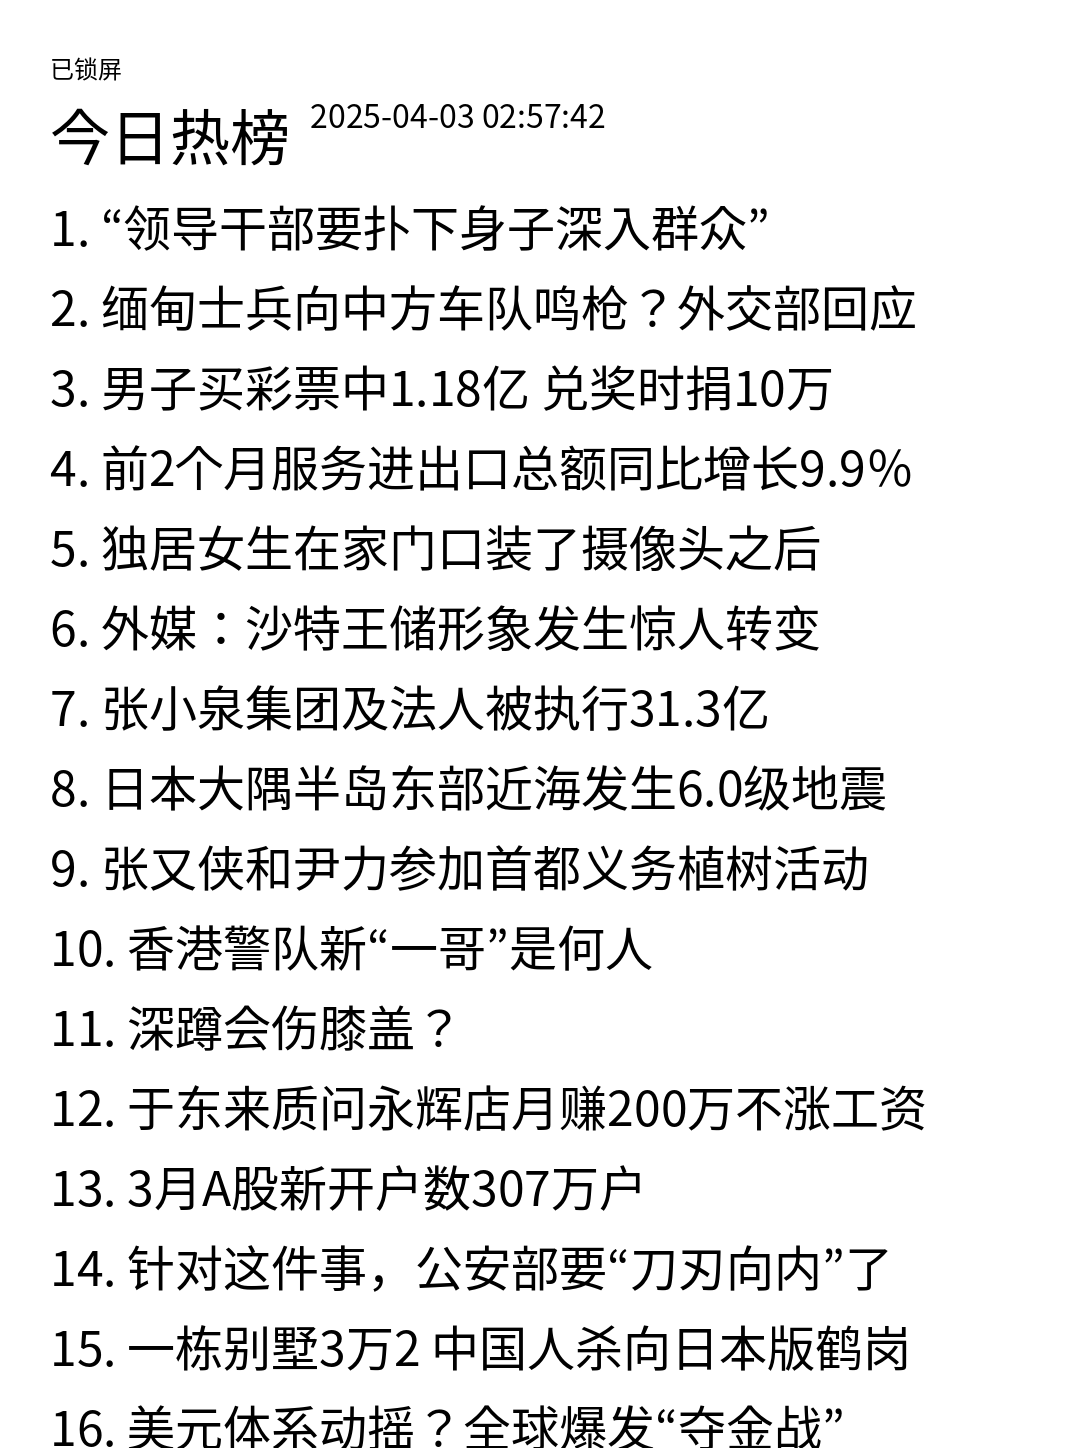 已锁屏
今日热榜 2025-04-03 02:57:42
1. “领导干部要扑下身子深入群众”
2. 缅甸士兵向中方车队鸣枪？外交部回应
3. 男子买彩票中1.18亿 兑奖时捐10万
4. 前2个月服务进出口总额同比增长9.9%
5. 独居女生在家门口装了摄像头之后
6. 外媒：沙特王储形象发生惊人转变
7. 张小泉集团及法人被执行31.3亿
8. 日本大隅半岛东部近海发生6.0级地震
9. 张又侠和尹力参加首都义务植树活动
10. 香港警队新“一哥”是何人
11. 深蹲会伤膝盖？
12. 于东来质问永辉店月赚200万不涨工资
13. 3月A股新开户数307万户
14. 针对这件事，公安部要“刀刃向内”了
15. 一栋别墅3万2 中国人杀向日本版鹤岗
16. 美元体系动摇？全球爆发“夺金战”